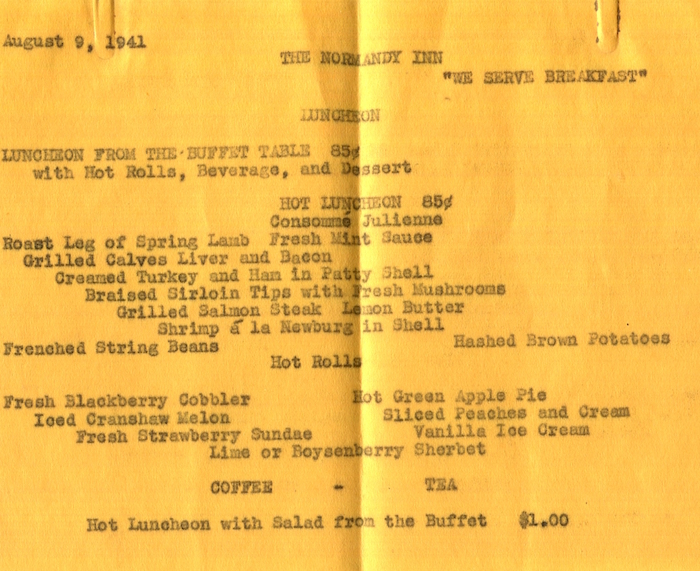 August 9, 1941
THE NORMANDY INN
"WE SERVE BREAKFAST"
LUNCHEON
LUNCHEON FROM THE BUFFET TABLE 85¢
with Hot Rolls, Beverage, and Dessert
HOT LUNCHEON 85¢
Consommé Julienne
Roast Leg of Spring Lamb Fresh Mint Sauce
Grilled Calves Liver and Bacon
Creamed Turkey and Ham in Patty Shell
Braised Sirloin Tips with Fresh Mushrooms
Grilled Salmon Steak Lemon Butter
Shrimp á la Newburg in Shell
Frenched String Beans Hashed Brown Potatoes
Hot Rolls
Fresh Blackberry Cobbler Hot Green Apple Pie
Iced Cranshaw Melon Sliced Peaches and Cream
Fresh Strawberry Sundae Vanilla Ice Cream
Lime or Boysenberry Sherbet
COFFEE - TEA
Hot Luncheon with Salad from the Buffet $1.00